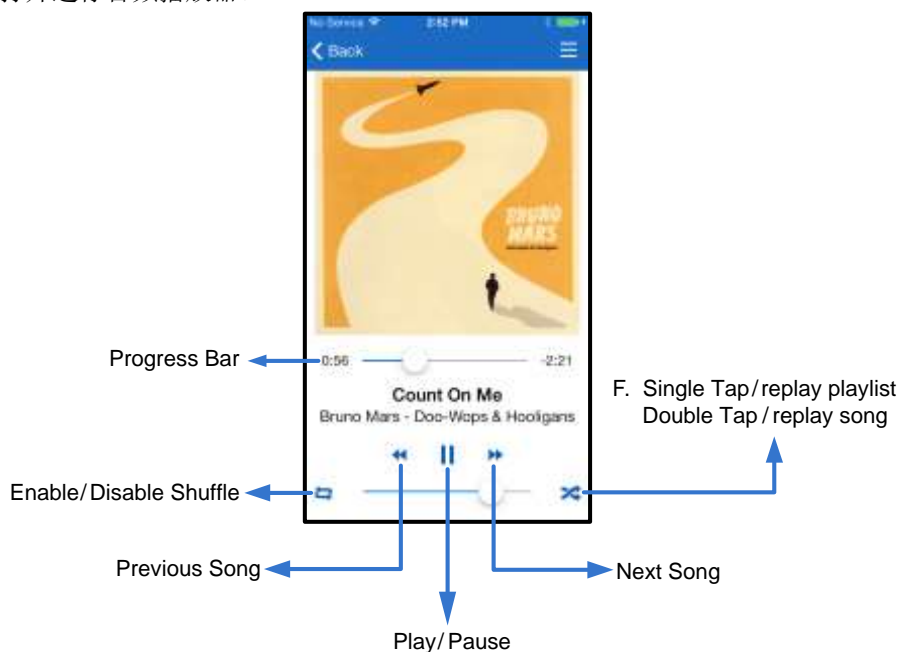 No Service 2:52 PM
Back
BRUNO
MARS
Progress Bar
0:56 -2:21
Count On Me
Bruno Mars - Doo-Wops & Hooligans
F. Single Tap/replay playlist
Double Tap /replay song
Enable/Disable Shuffle
Previous Song
Next Song
Play/Pause